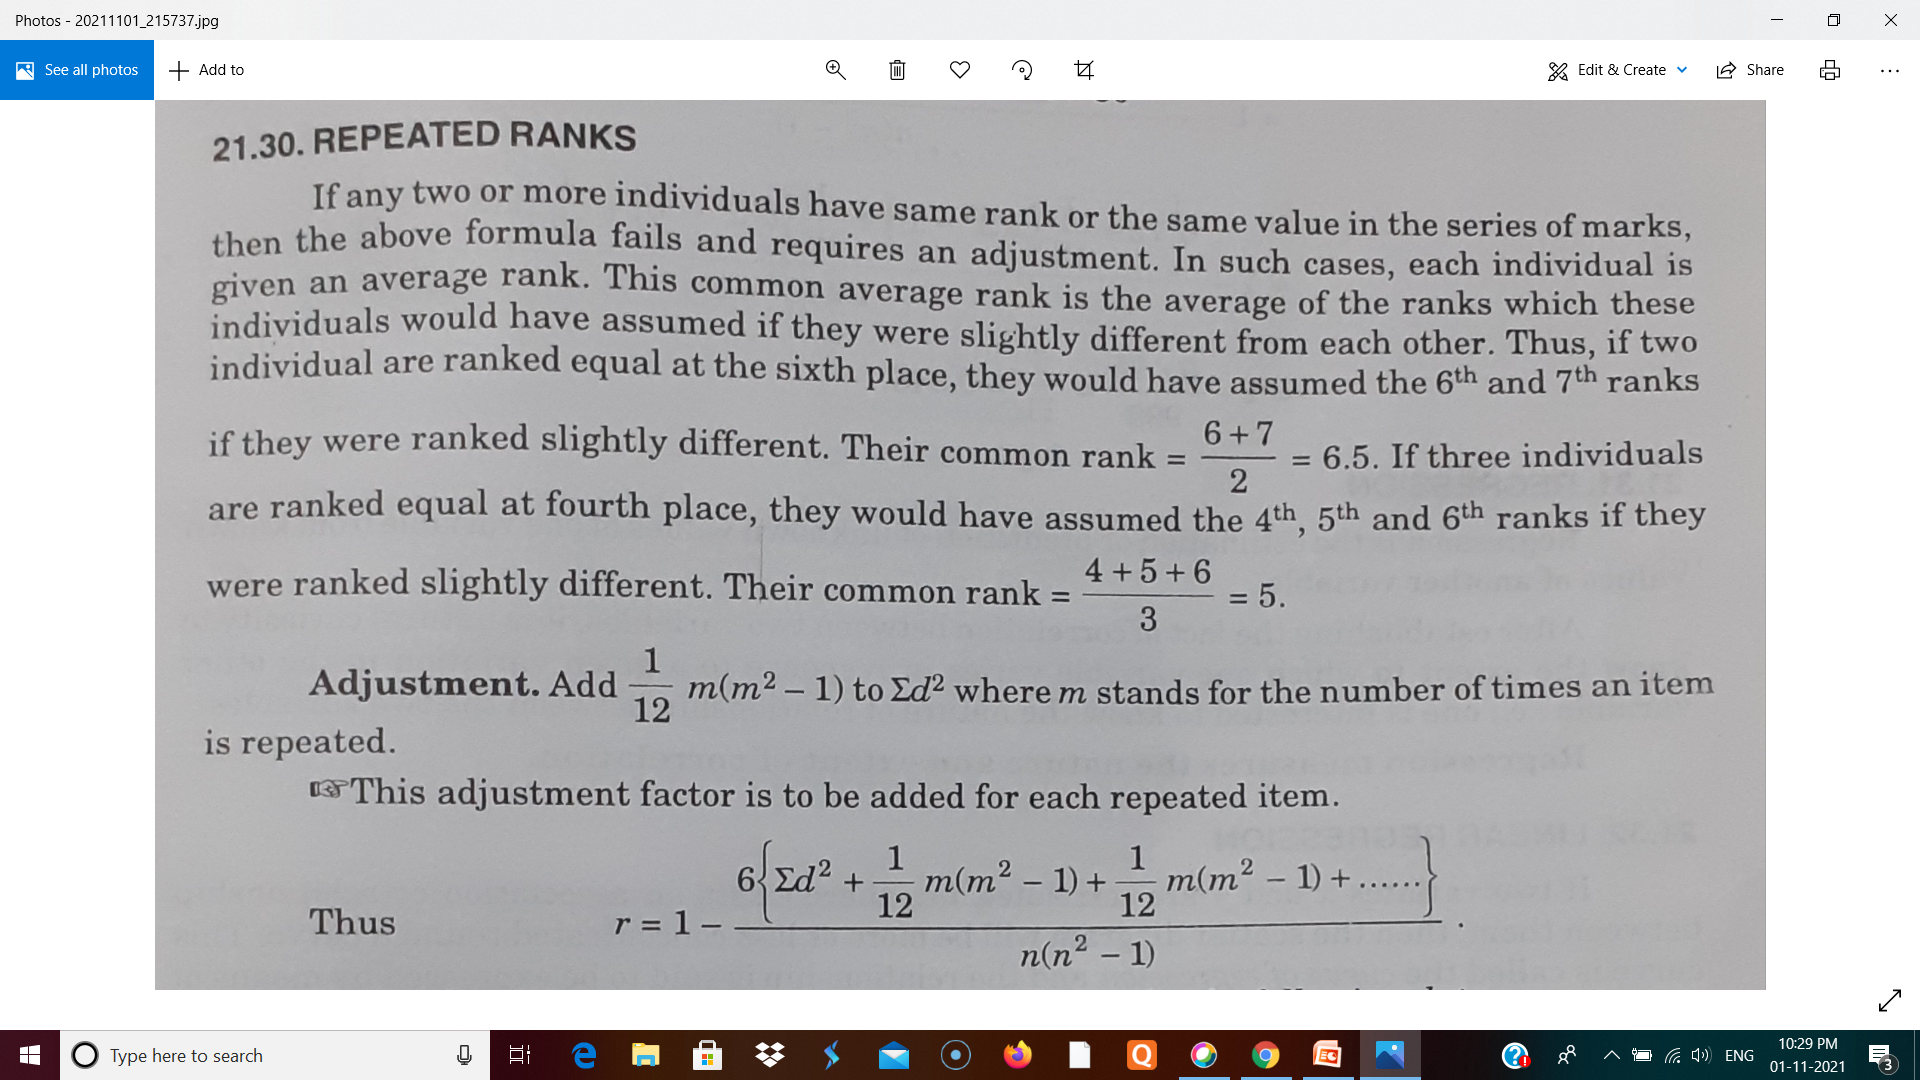 Photos - 20211101_215737.jpg
See all photos
Add to
Edit & Create
Share
21.30. REPEATED RANKS
If any two or more individuals have same rank or the same value in the series of marks,
then the above formula fails and requires an adjustment. In such cases, each individual is
given an average rank. This common average rank is the average of the ranks which these
individuals would have assumed if they were slightly different from each other. Thus, if two
individual are ranked equal at the sixth place, they would have assumed the 6th and 7th ranks
if they were ranked slightly different. Their common rank = (6 + 7)/2 = 6.5. If three individuals
are ranked equal at fourth place, they would have assumed the 4th, 5th and 6th ranks if they
were ranked slightly different. Their common rank = (4 + 5 + 6)/3 = 5.
Adjustment. Add 1/12 m(m² – 1) to Σd² where m stands for the number of times an item
is repeated.
☞This adjustment factor is to be added for each repeated item.
Thus r = 1 – 6{Σd² + 1/12 m(m² – 1) + 1/12 m(m² – 1) + ......} / n(n² – 1) .
Type here to search
ENG
10:29 PM
01-11-2021
3